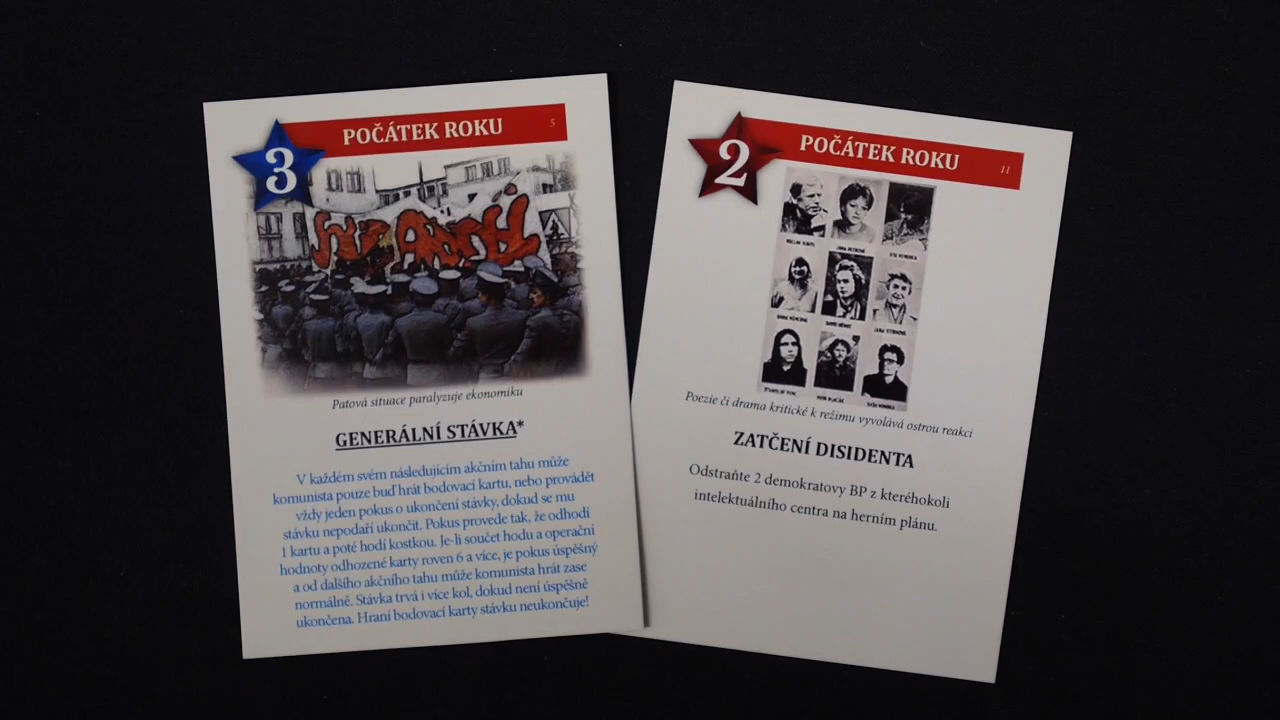 3
POČÁTEK ROKU
5
Patová situace paralyzuje ekonomiku
GENERÁLNÍ STÁVKA*
V každém svém následujícím akčním tahu může
komunista pouze buď hrát bodovací kartu, nebo provádět
vždy jeden pokus o ukončení stávky, dokud se mu
stávku nepodaří ukončit. Pokus provede tak, že odhodí
1 kartu a poté hodí kostkou. Je-li součet hodu a operační
hodnoty odhozené karty roven 6 a více, je pokus úspěšný
a od dalšího akčního tahu může komunista hrát zase
normálně. Stávka trvá i více kol, dokud není úspěšně
ukončena. Hraní bodovací karty stávku neukončuje!
2
POČÁTEK ROKU
11
VACLAV HAVEL
Poezie či drama kritické k režimu vyvolává ostrou reakci
ZATČENÍ DISIDENTA
Odstraňte 2 demokratovy BP z kteréhokoli
intelektuálního centra na herním plánu.